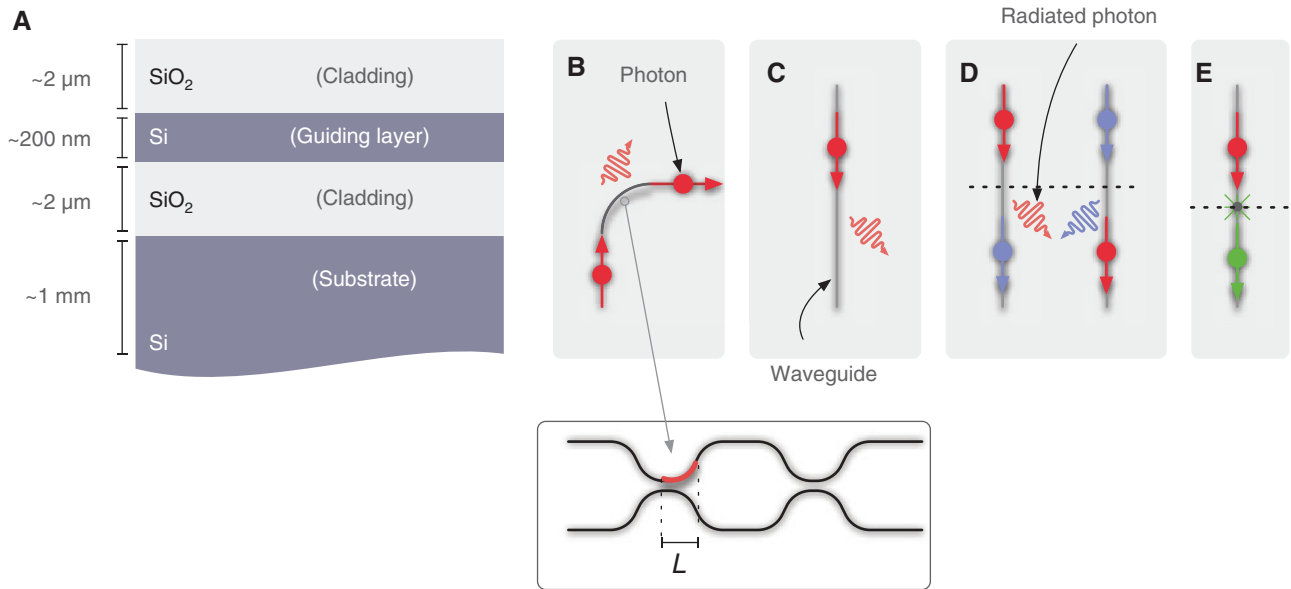 A
~2 µm
SiO2
(Cladding)
~200 nm
Si
(Guiding layer)
~2 µm
SiO2
(Cladding)
~1 mm
(Substrate)
Si
B
Photon
C
Waveguide
Radiated photon
D
E
L